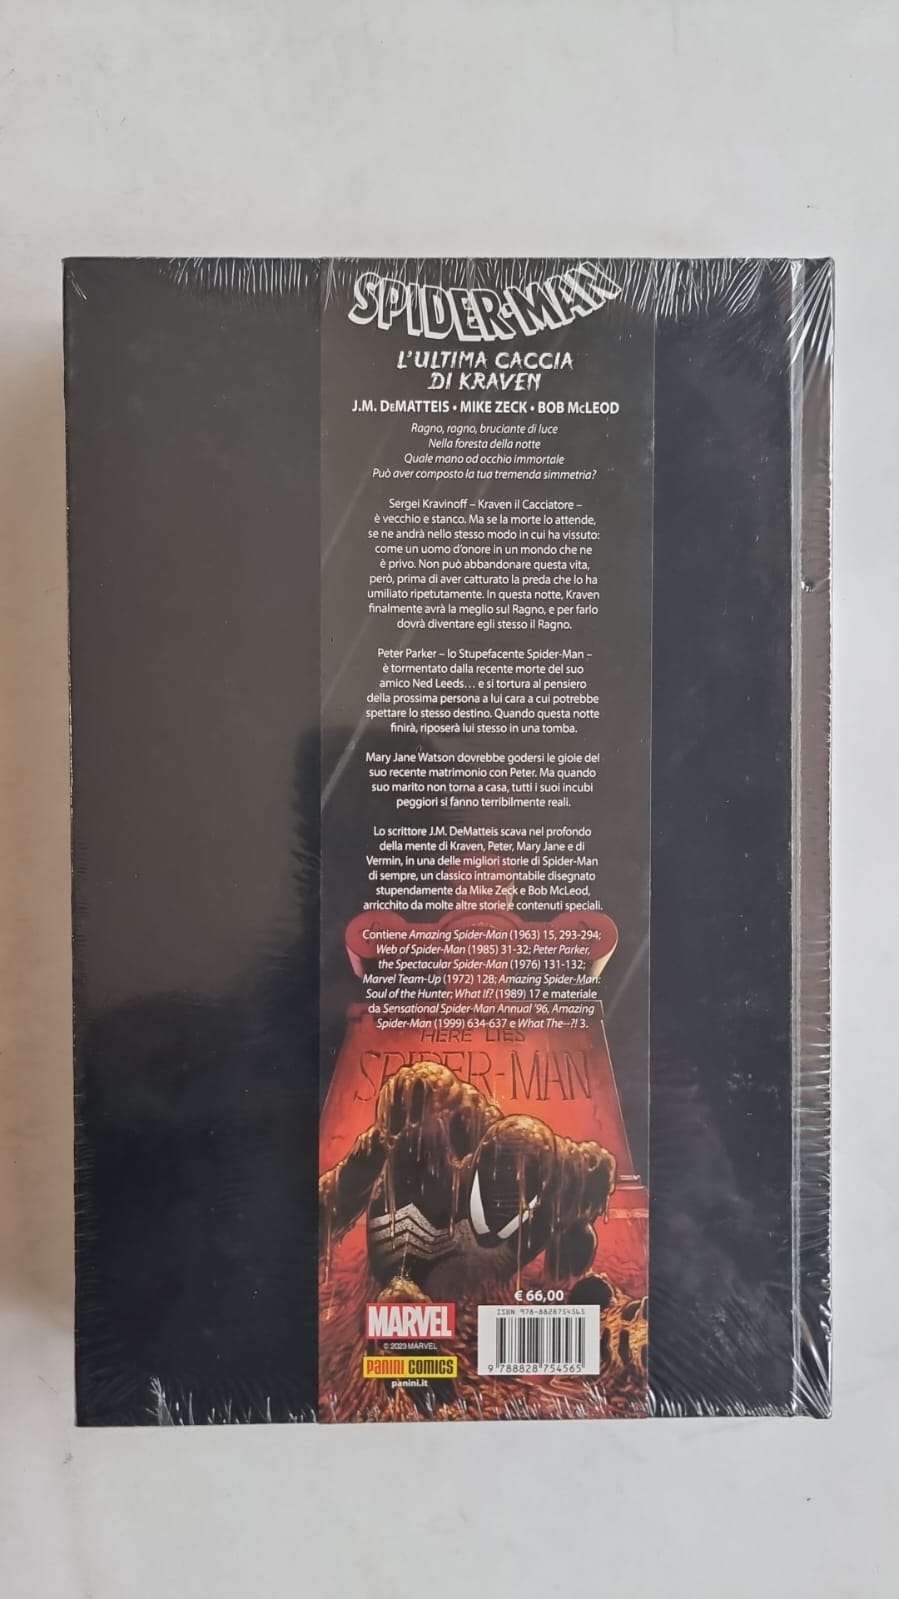 SPIDER-MAN
L'ULTIMA CACCIA
DI KRAVEN
J.M. DEMATTEIS • MIKE ZECK • BOB McLEOD
Ragno, ragno, bruciante di luce
Nella foresta della notte
Quale mano od occhio immortale
Può aver composto la tua tremenda simmetria?
Sergei Kravinoff – Kraven il Cacciatore –
è vecchio e stanco. Ma se la morte lo attende,
se ne andrà nello stesso modo in cui ha vissuto:
come un uomo d'onore in un mondo che ne
è privo. Non può abbandonare questa vita,
però, prima di aver catturato la preda che lo ha
umiliato ripetutamente. In questa notte, Kraven
finalmente avrà la meglio sul Ragno, e per farlo
dovrà diventare egli stesso il Ragno.
Peter Parker – lo Stupefacente Spider-Man –
è tormentato dalla recente morte del suo
amico Ned Leeds... e si tortura al pensiero
della prossima persona a lui cara a cui potrebbe
spettare lo stesso destino. Quando questa notte
finirà, riposerà lui stesso in una tomba.
Mary Jane Watson dovrebbe godersi le gioie del
suo recente matrimonio con Peter. Ma quando
suo marito non torna a casa, tutti i suoi incubi
peggiori si fanno terribilmente reali.
Lo scrittore J.M. DeMatteis scava nel profondo
della mente di Kraven, Peter, Mary Jane e di
Vermin, in una delle migliori storie di Spider-Man
di sempre, un classico intramontabile disegnato
stupendamente da Mike Zeck e Bob McLeod,
arricchito da molte altre storie e contenuti speciali.
Contiene Amazing Spider-Man (1963) 15, 293-294;
Web of Spider-Man (1985) 31-32; Peter Parker,
the Spectacular Spider-Man (1976) 131-132;
Marvel Team-Up (1972) 128; Amazing Spider-Man:
Soul of the Hunter; What If? (1989) 17 e materiale
da Sensational Spider-Man Annual '96, Amazing
Spider-Man (1999) 634-637 e What The--?! 3.
HERE LIES
SPIDER-MAN
€ 66,00
MARVEL
© 2023 MARVEL
PANINI COMICS
panini.it
ISBN 978-8828754565
9 788828 754565